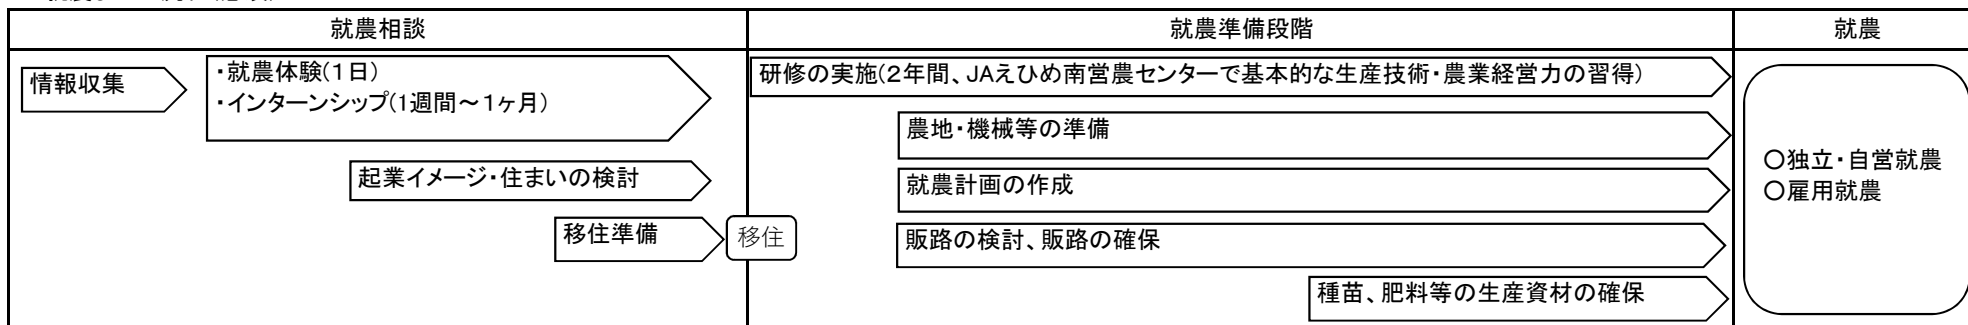 就農相談
就農準備段階
就農
情報収集
・就農体験(1日)
・インターンシップ(1週間～1ヶ月)
起業イメージ・住まいの検討
移住準備
移住
研修の実施(2年間、JAえひめ南営農センターで基本的な生産技術・農業経営力の習得)
農地・機械等の準備
就農計画の作成
販路の検討、販路の確保
種苗、肥料等の生産資材の確保
〇独立・自営就農
〇雇用就農